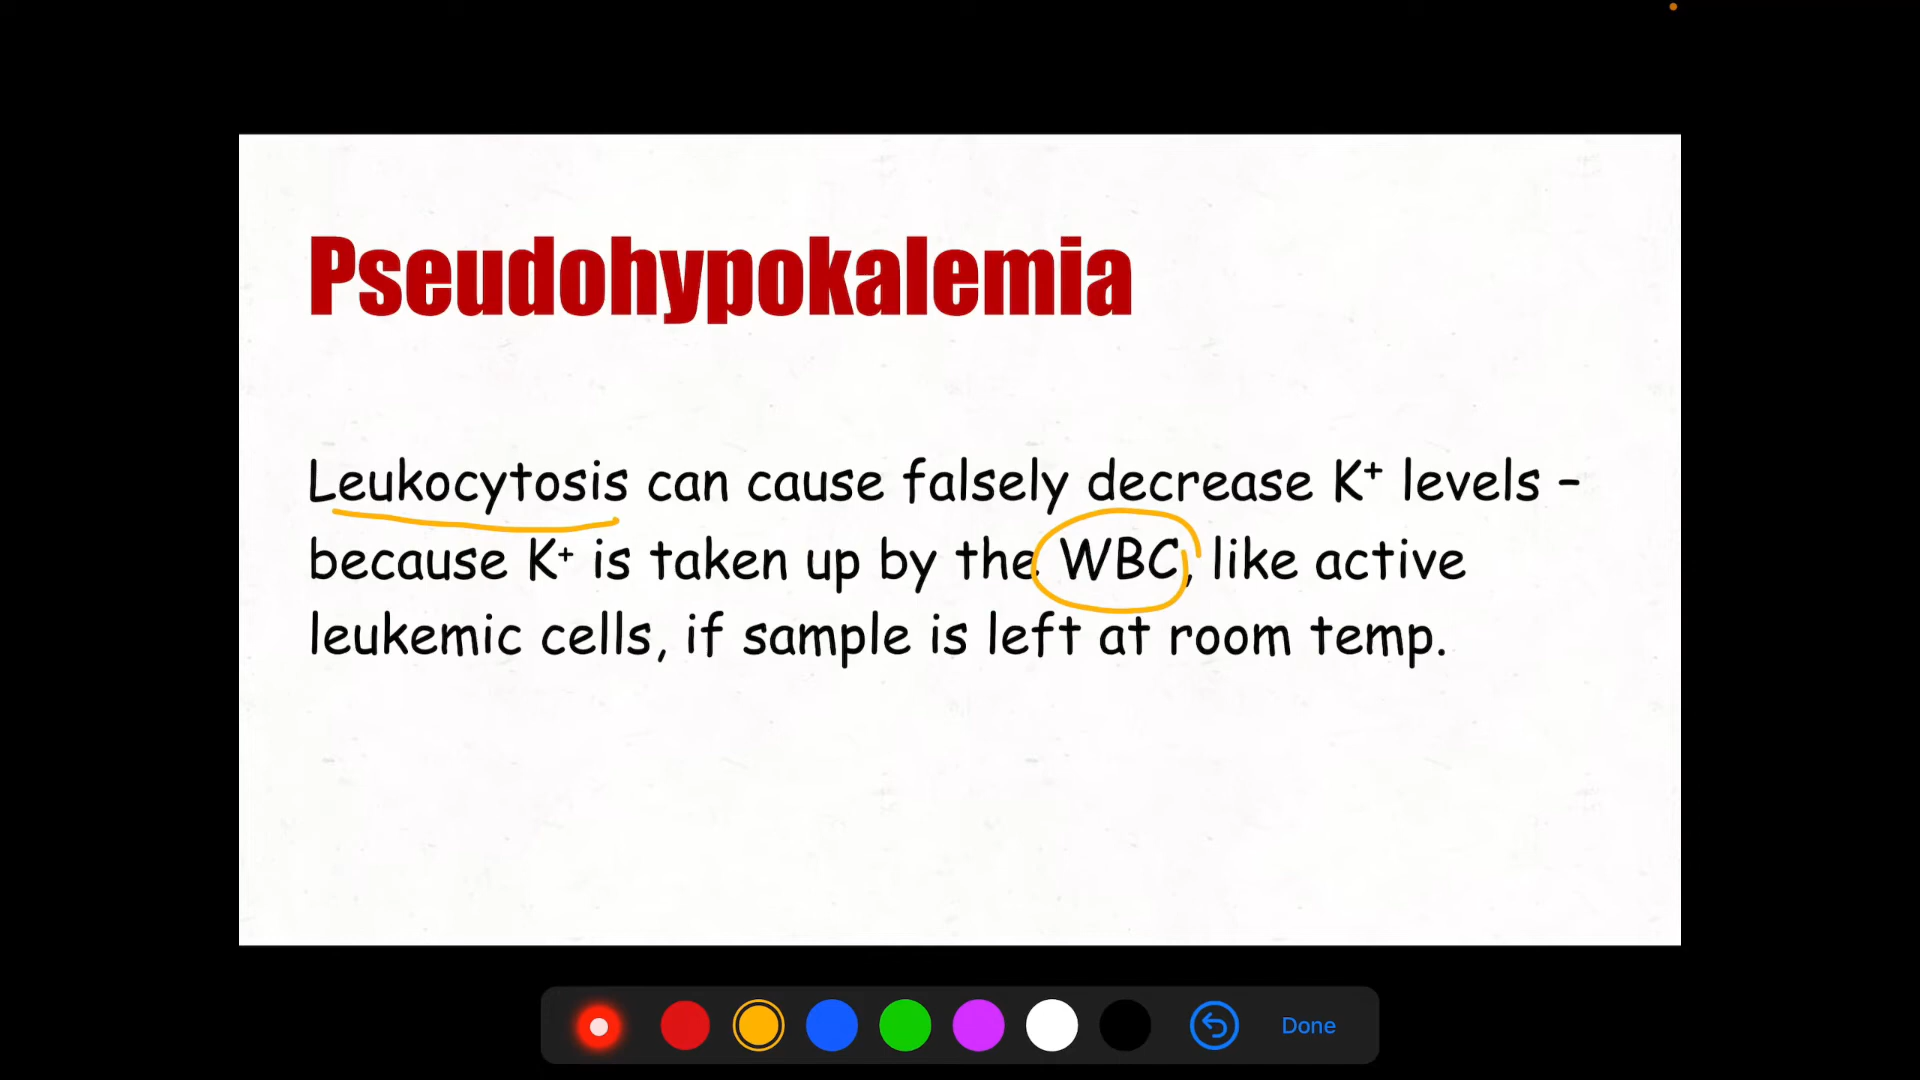 Pseudohypokalemia
Leukocytosis can cause falsely decrease K⁺ levels –
because K⁺ is taken up by the WBC, like active
leukemic cells, if sample is left at room temp.
Done